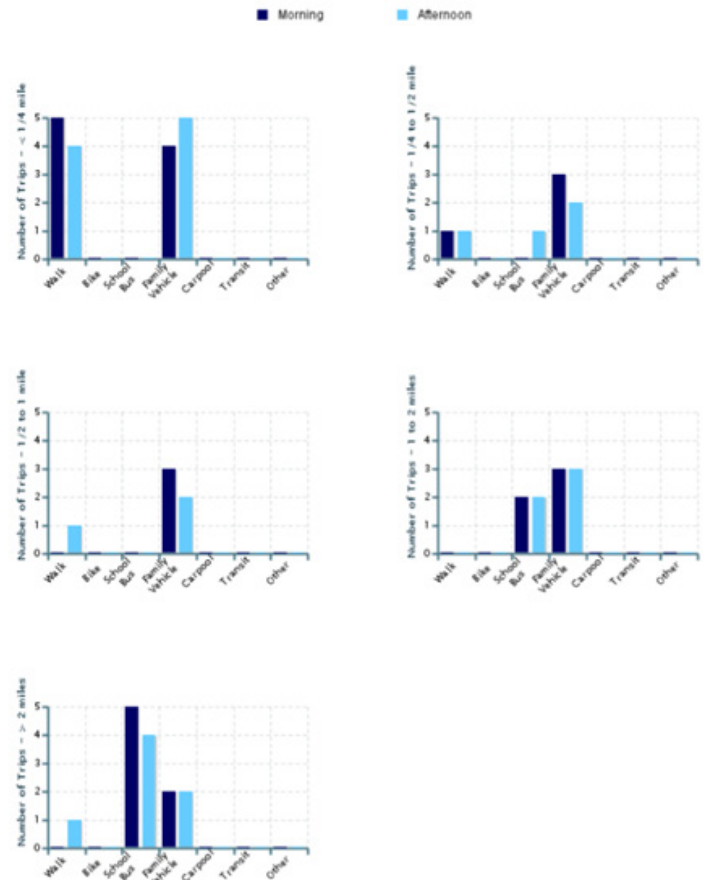 Morning Afternoon
Number of Trips - < 1/4 mile
5
4
3
2
1
0
Walk
Bike
School Bus
Family Vehicle
Carpool
Transit
Other
Number of Trips - 1/4 to 1/2 mile
5
4
3
2
1
0
Walk
Bike
School Bus
Family Vehicle
Carpool
Transit
Other
Number of Trips - 1/2 to 1 mile
5
4
3
2
1
0
Walk
Bike
School Bus
Family Vehicle
Carpool
Transit
Other
Number of Trips - 1 to 2 miles
5
4
3
2
1
0
Walk
Bike
School Bus
Family Vehicle
Carpool
Transit
Other
Number of Trips - > 2 miles
5
4
3
2
1
0
Walk
Bike
School Bus
Family Vehicle
Carpool
Transit
Other